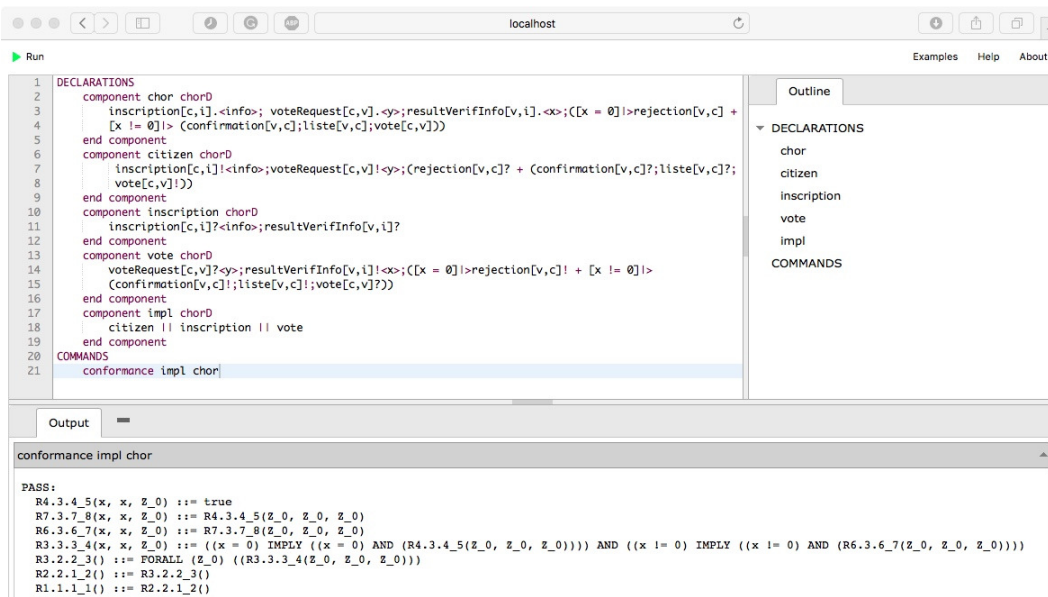 localhost
ABP
Run
Examples Help About
1 DECLARATIONS
2 component chor chorD
3 inscription[c,i].<info>; voteRequest[c,v].<y>;resultVerifInfo[v,i].<x>;([x = 0]|>rejection[v,c] +
4 [x != 0]|> (confirmation[v,c];liste[v,c];vote[c,v]))
5 end component
6 component citizen chorD
7 inscription[c,i]!<info>;voteRequest[c,v]!<y>;(rejection[v,c]? + (confirmation[v,c]?;liste[v,c]?;
8 vote[c,v]!))
9 end component
10 component inscription chorD
11 inscription[c,i]?<info>;resultVerifInfo[v,i]?
12 end component
13 component vote chorD
14 voteRequest[c,v]?<y>;resultVerifInfo[v,i]!<x>;([x = 0]|>rejection[v,c]! + [x != 0]|>
15 (confirmation[v,c]!;liste[v,c]!;vote[c,v]?))
16 end component
17 component impl chorD
18 citizen || inscription || vote
19 end component
20 COMMANDS
21 conformance impl chor
Outline
DECLARATIONS
chor
citizen
inscription
vote
impl
COMMANDS
Output
conformance impl chor
PASS:
R4.3.4_5(x, x, Z_0) ::= true
R7.3.7_8(x, x, Z_0) ::= R4.3.4_5(Z_0, Z_0, Z_0)
R6.3.6_7(x, x, Z_0) ::= R7.3.7_8(Z_0, Z_0, Z_0)
R3.3.3_4(x, x, Z_0) ::= ((x = 0) IMPLY ((x = 0) AND (R4.3.4_5(Z_0, Z_0, Z_0)))) AND ((x != 0) IMPLY ((x != 0) AND (R6.3.6_7(Z_0, Z_0, Z_0))))
R3.2.2_3() ::= FORALL (Z_0) ((R3.3.3_4(Z_0, Z_0, Z_0)))
R2.2.1_2() ::= R3.2.2_3()
R1.1.1_1() ::= R2.2.1_2()